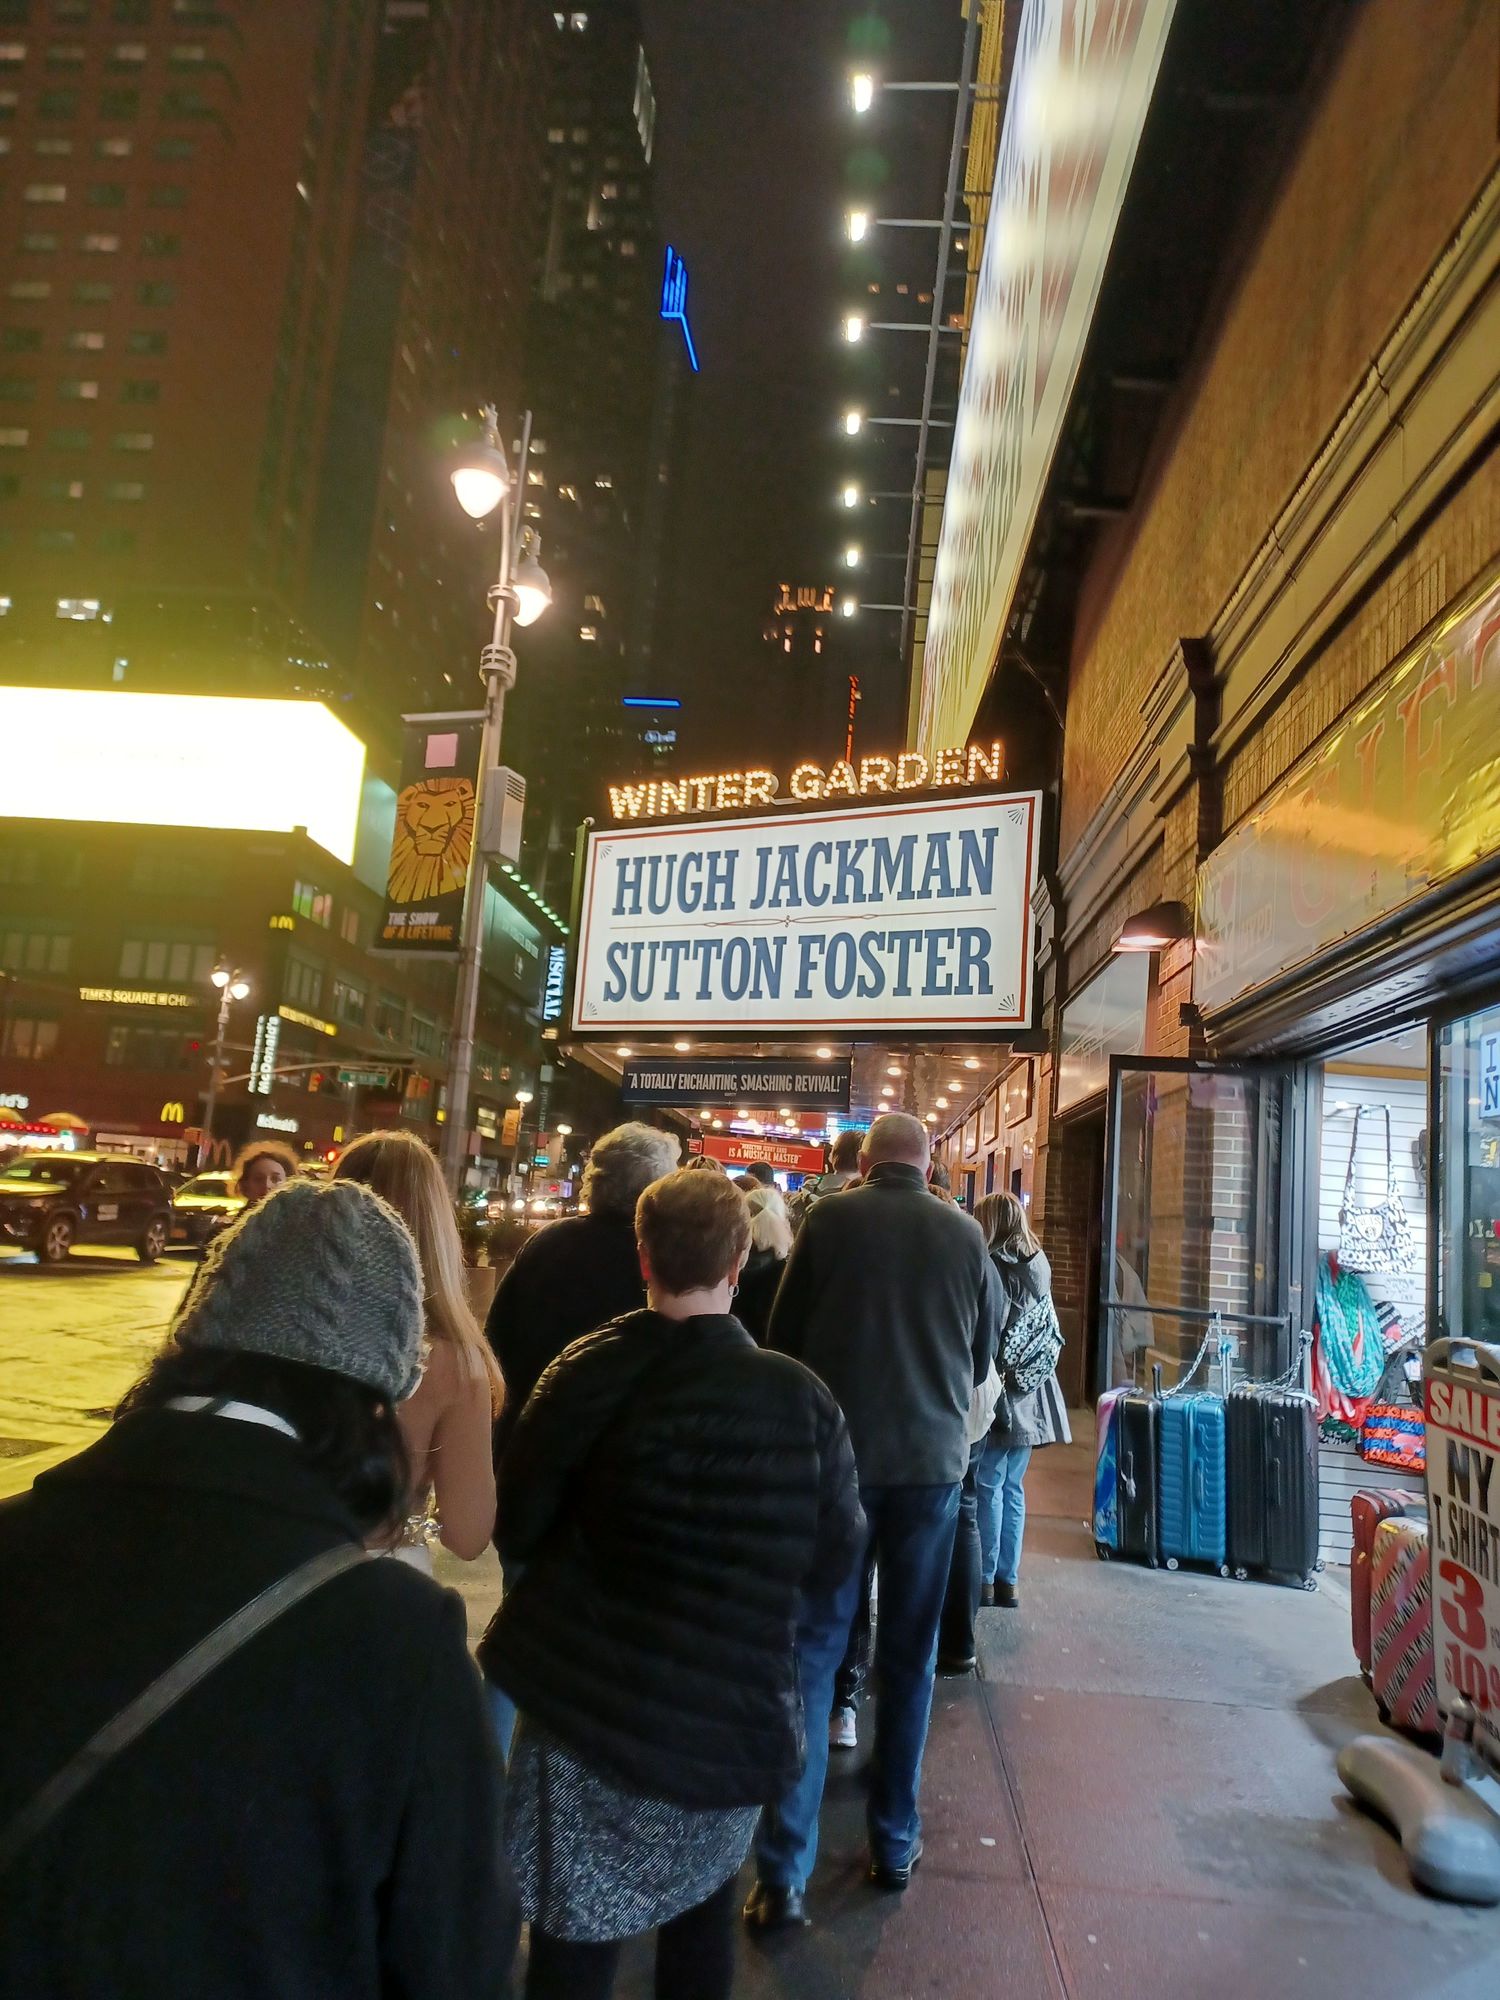 WINTER GARDEN
HUGH JACKMAN
SUTTON FOSTER
"A TOTALLY ENCHANTING, SMASHING REVIVAL!"
IS A MUSICAL MASTER"
THE SHOW
OF A LIFETIME
TIMES SQUARE
McDonald's
McDonald's
SALE
NY
T.SHIRT
3
I
N